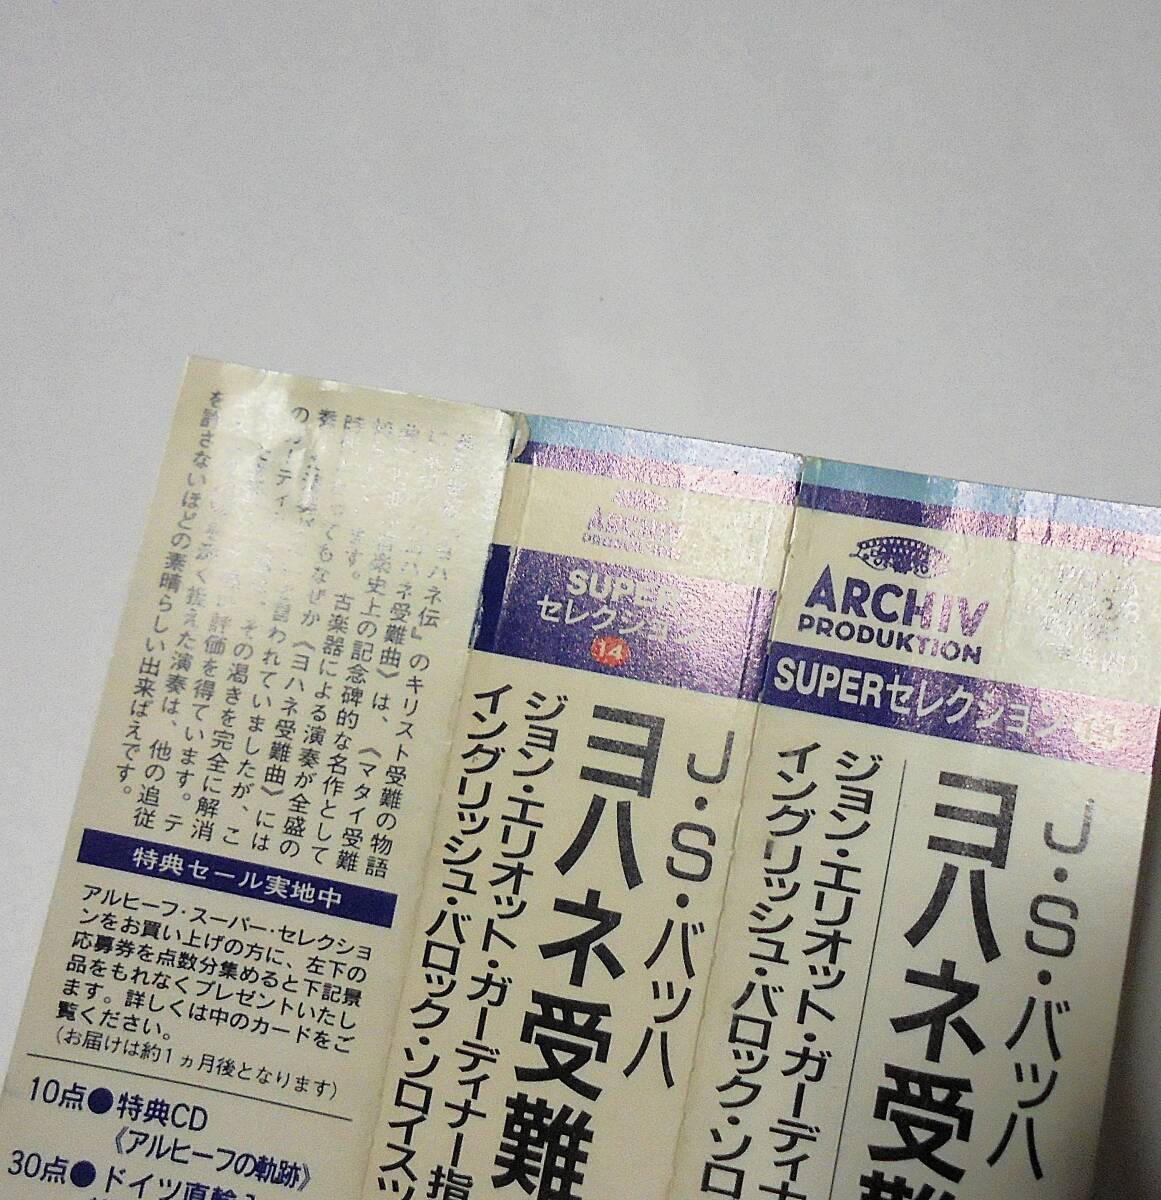 ヨハネ伝』のキリスト受難の物語
ハネ受難曲》は、《マタイ受難
音楽史上の記念碑的な名作として
ます。古楽器による演奏が全盛の
ってもなぜか《ヨハネ受難曲》には
われていましたが、こ
その渇きを完全に解消
評価を得ています。テ
鍛えた演奏は、他の追従
を許さないほどの素晴らしい出来ばえです。
特典セール実地中
アルヒーフ・スーパー・セレクショ
ンをお買い上げの方に、左下の
応募券を点数分集めると下記景
品をもれなくプレゼントいたし
ます。詳しくは中のカードをご
覧ください。
(お届けは約1ヵ月後となります)
10点●特典CD
《アルヒーフの軌跡》
30点●ドイツ直輸入
ARCHIV
PRODUKTION
SUPER
セレクション
14
J・S・バッハ
ヨハネ受難
ジョン・エリオット・ガーディナー指
イングリッシュ・バロック・ソロイスツ
ARCHIV
PRODUKTION
SUPERセレクション 14
J・S・バッハ
ヨハネ受難
ジョン・エリオット・ガーディナ
イングリッシュ・バロック・ソロ